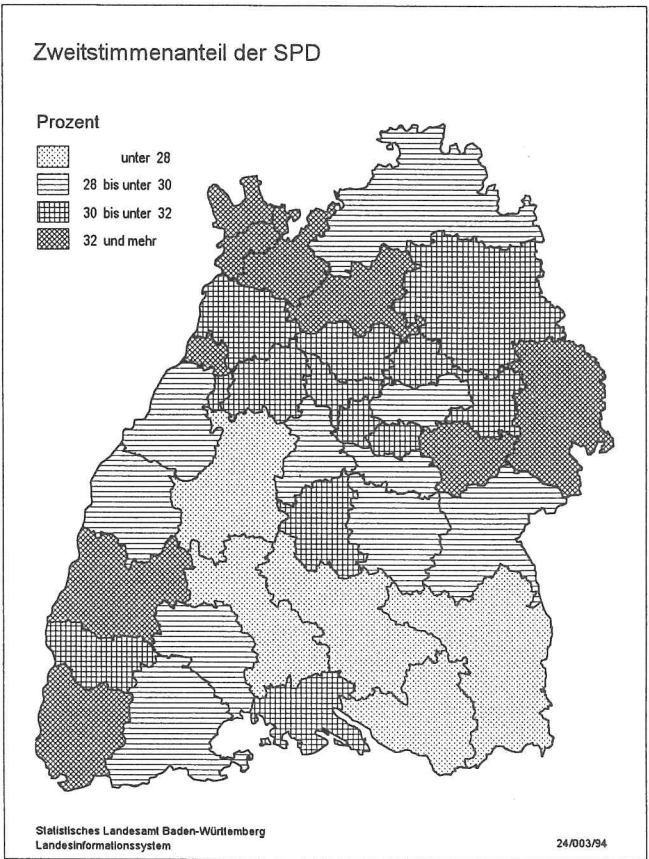 Zweitstimmenanteil der SPD
Prozent
unter 28
28 bis unter 30
30 bis unter 32
32 und mehr
Statistisches Landesamt Baden-Württemberg
Landesinformationssystem
24/003/94